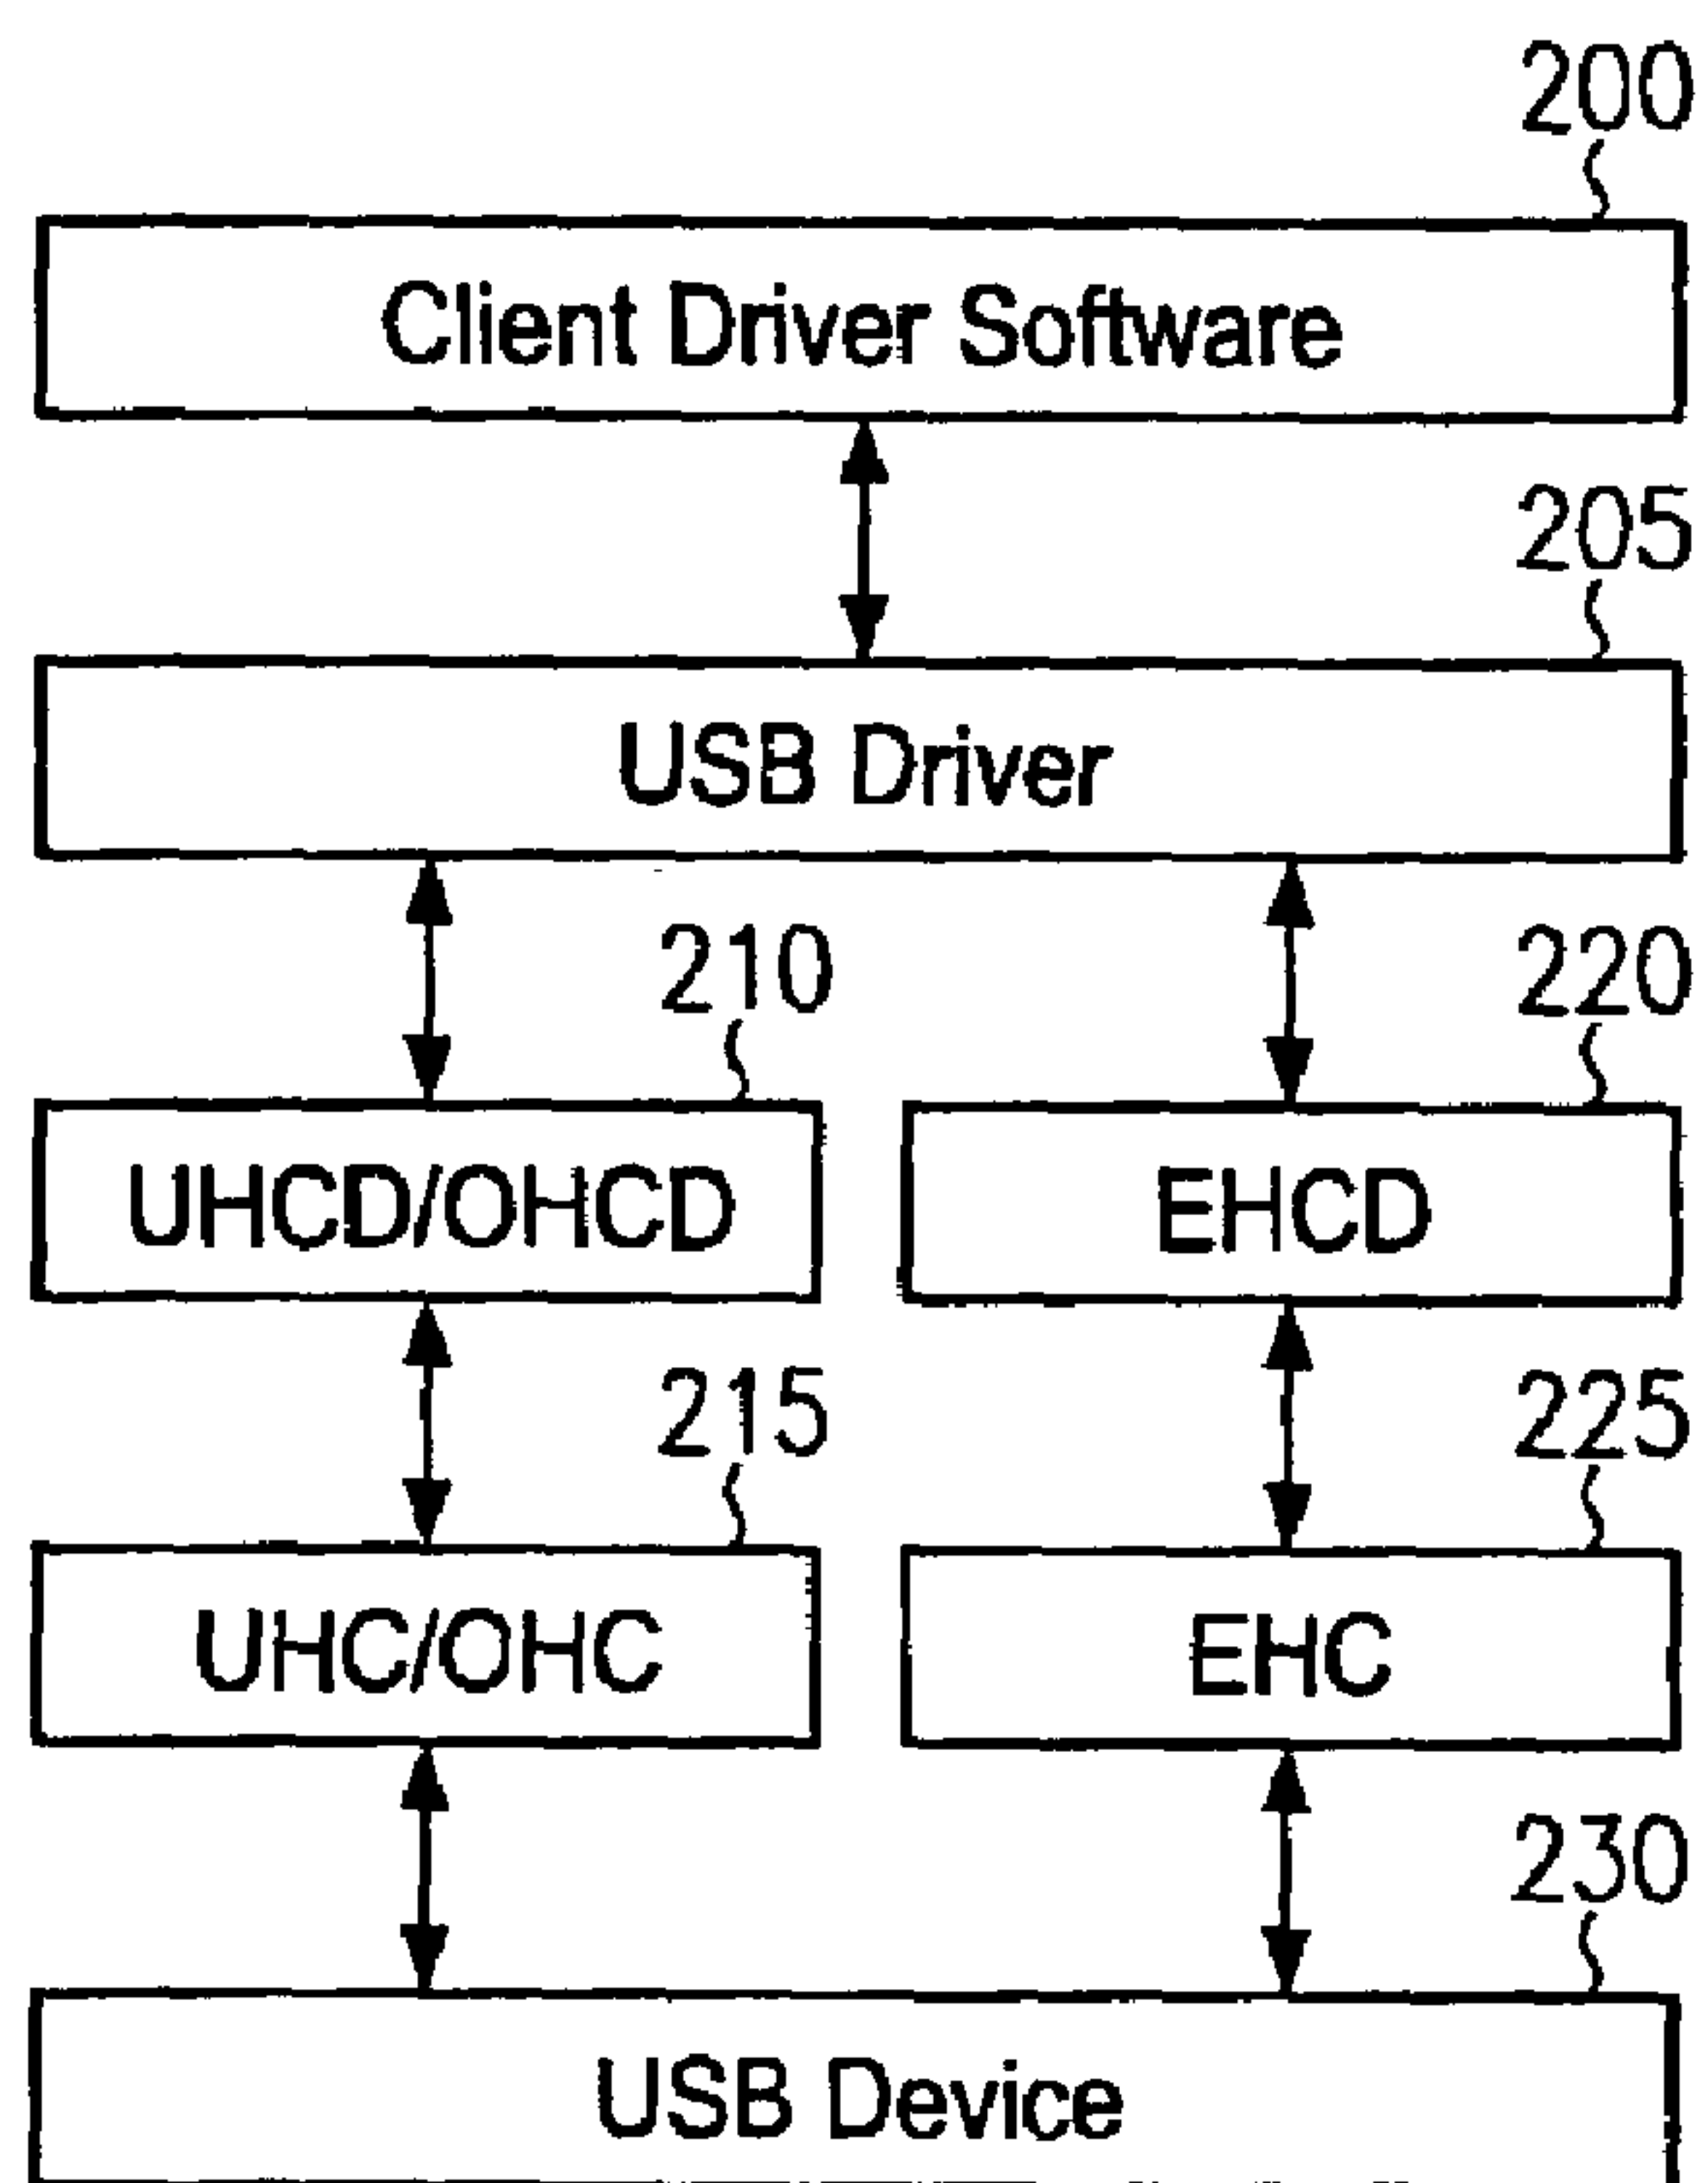 200
Client Driver Software
205
USB Driver
210
220
UHCD/OHCD
EHCD
215
225
UHC/OHC
EHC
230
USB Device